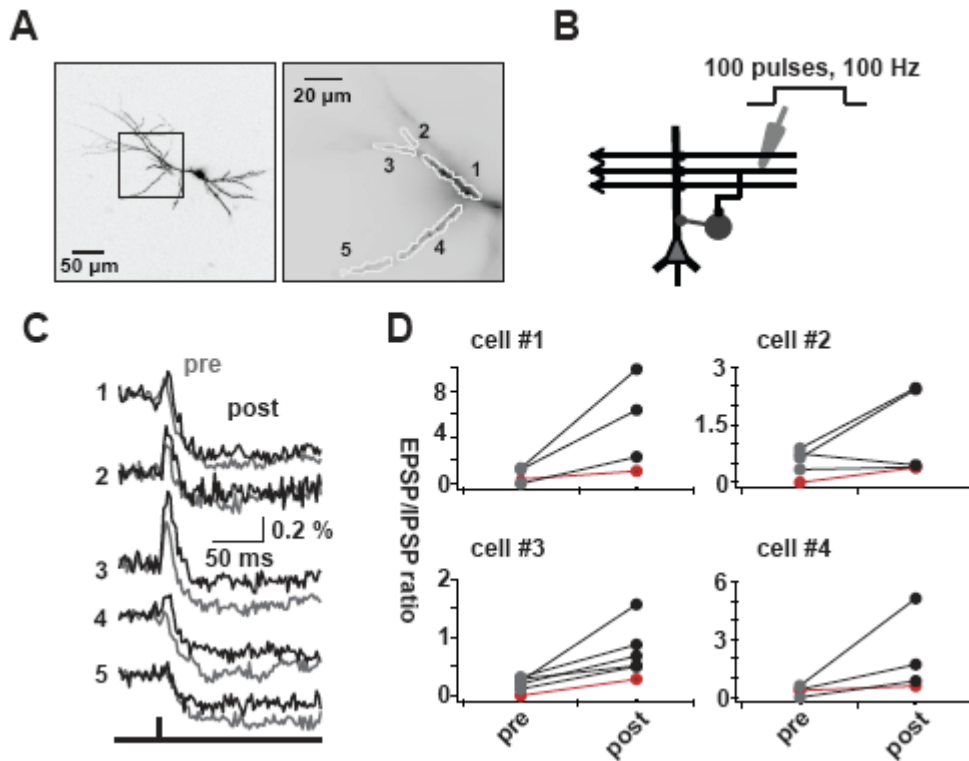 A
B
20 µm
2
3
1
5
4
50 µm
100 pulses, 100 Hz
C
pre
post
1
2
0.2 %
50 ms
3
4
5
D
EPSP/IPSP ratio
cell #1
8
4
0
cell #2
3
1.5
0
cell #3
2
1
0
pre
post
cell #4
6
3
0
pre
post